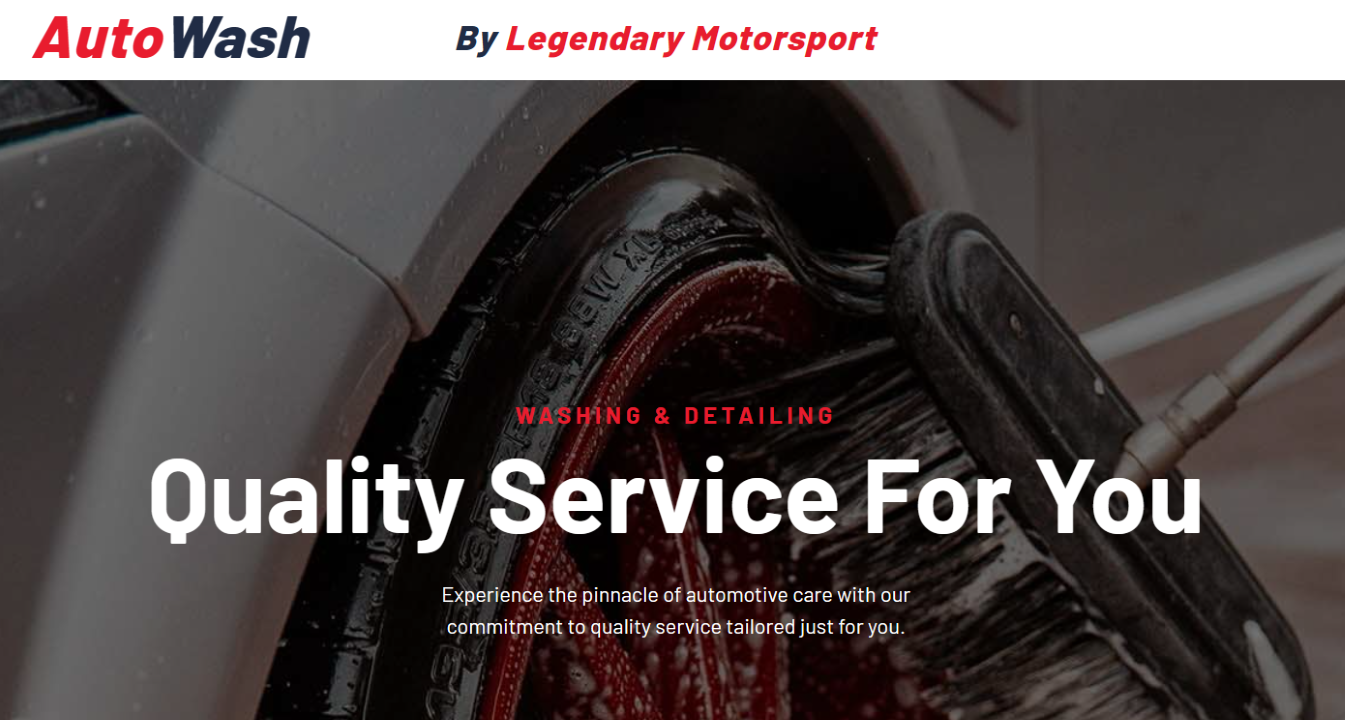 AutoWash
By Legendary Motorsport
WASHING & DETAILING
Quality Service For You
Experience the pinnacle of automotive care with our
commitment to quality service tailored just for you.